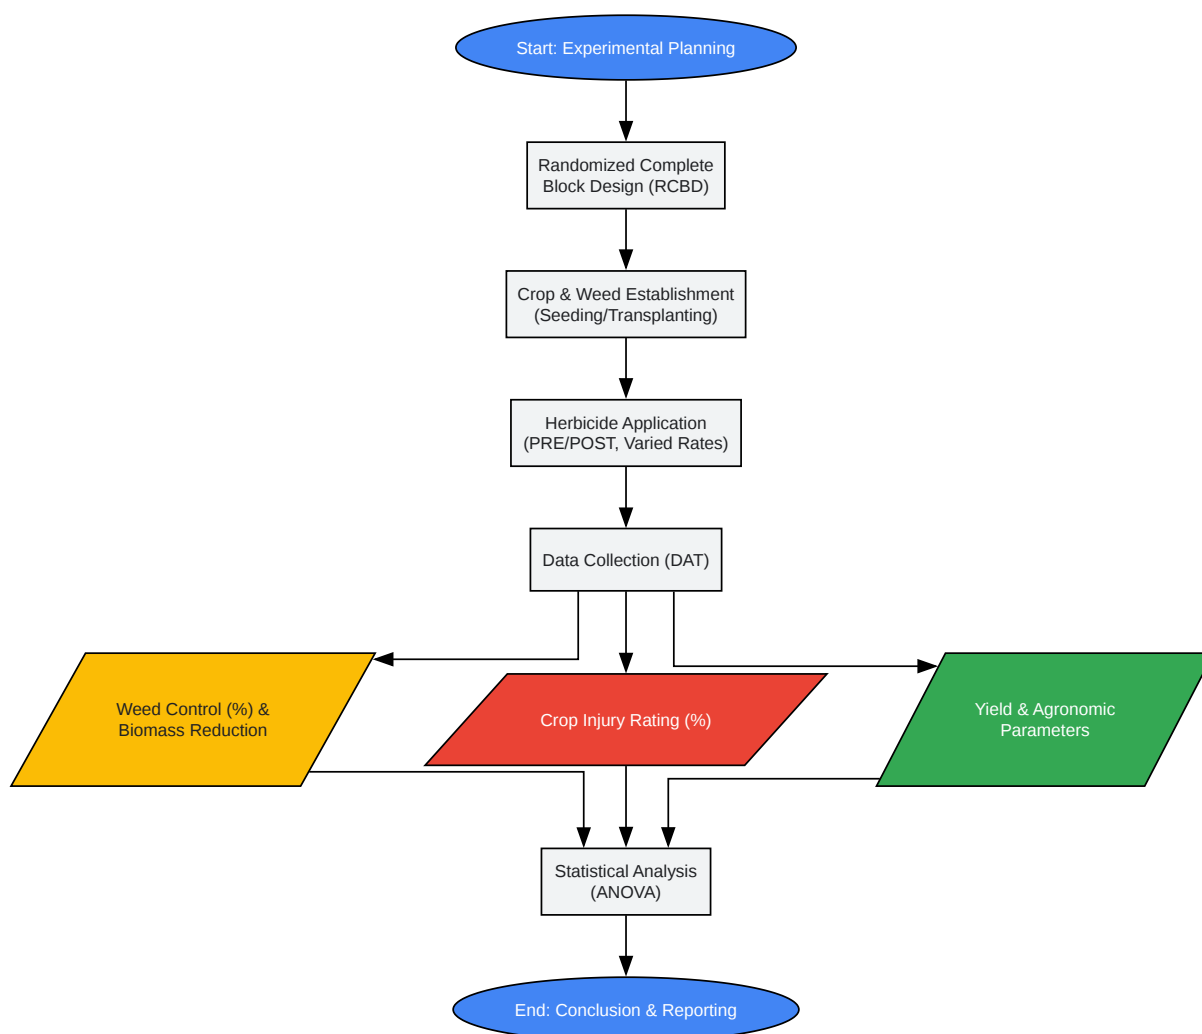 Start: Experimental Planning
Randomized Complete
Block Design (RCBD)
Crop & Weed Establishment
(Seeding/Transplanting)
Herbicide Application
(PRE/POST, Varied Rates)
Data Collection (DAT)
Weed Control (%) &
Biomass Reduction
Crop Injury Rating (%)
Yield & Agronomic
Parameters
Statistical Analysis
(ANOVA)
End: Conclusion & Reporting